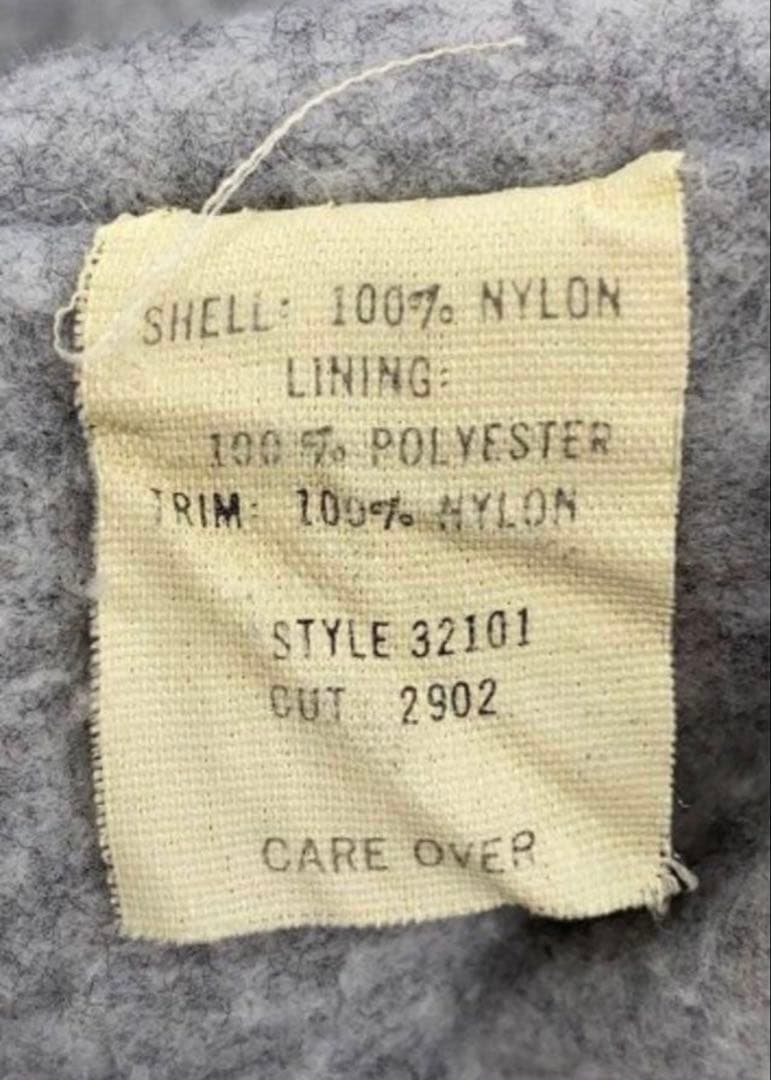 SHELL: 100% NYLON
LINING:
100% POLYESTER
TRIM: 100% NYLON
STYLE 32101
CUT 2902
CARE OVER